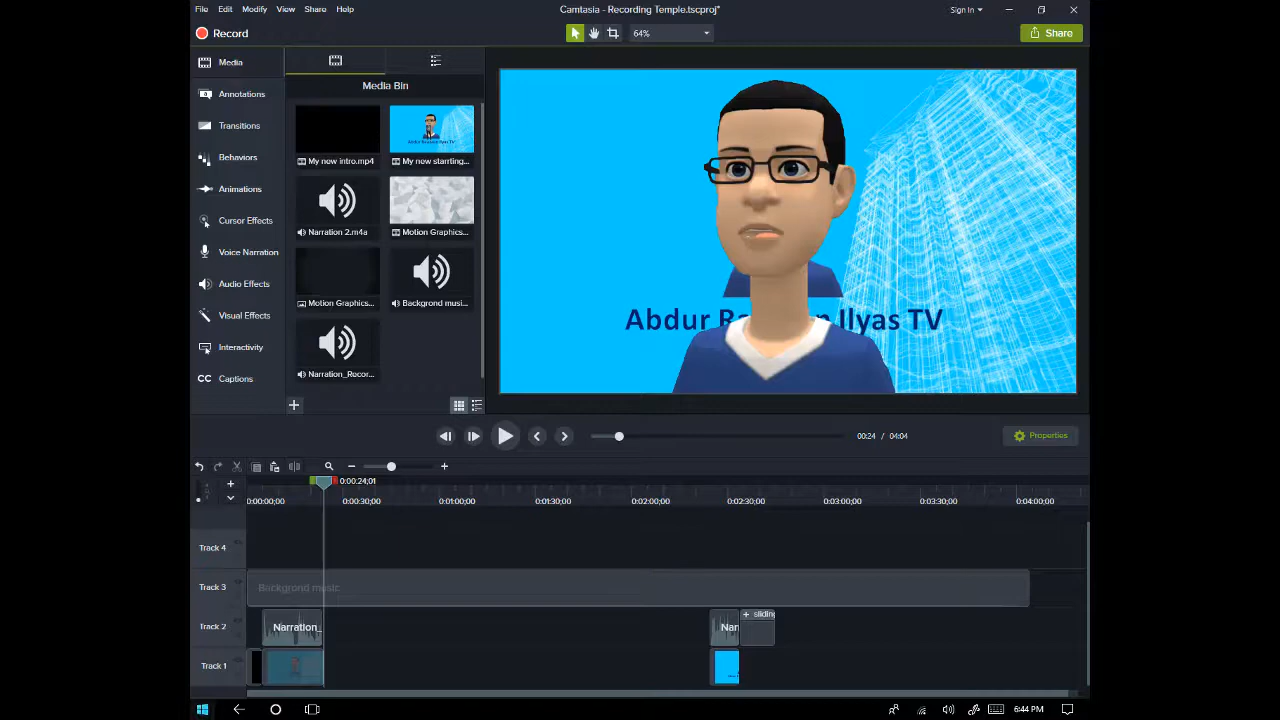 File Edit Modify View Share Help
Camtasia - Recording Temple.tscproj*
Sign In
Record
64%
Share
Media
Annotations
Transitions
Behaviors
Animations
Cursor Effects
Voice Narration
Audio Effects
Visual Effects
Interactivity
CC Captions
Media Bin
My now intro.mp4
My now starrting...
Narration 2.m4a
Motion Graphics...
Motion Graphics...
Backgrond musi...
Narration_Recor...
Abdur Ra n Ilyas TV
00:24 / 04:04
Properties
0:00:24;01
0:00:00;00 0:00:30;00 0:01:00;00 0:01:30;00 0:02:00;00 0:02:30;00 0:03:00;00 0:03:30;00 0:04:00;00
Track 4
Track 3
Backgrond music
Track 2
Narration_
Nar
+ sliding
Track 1
6:44 PM